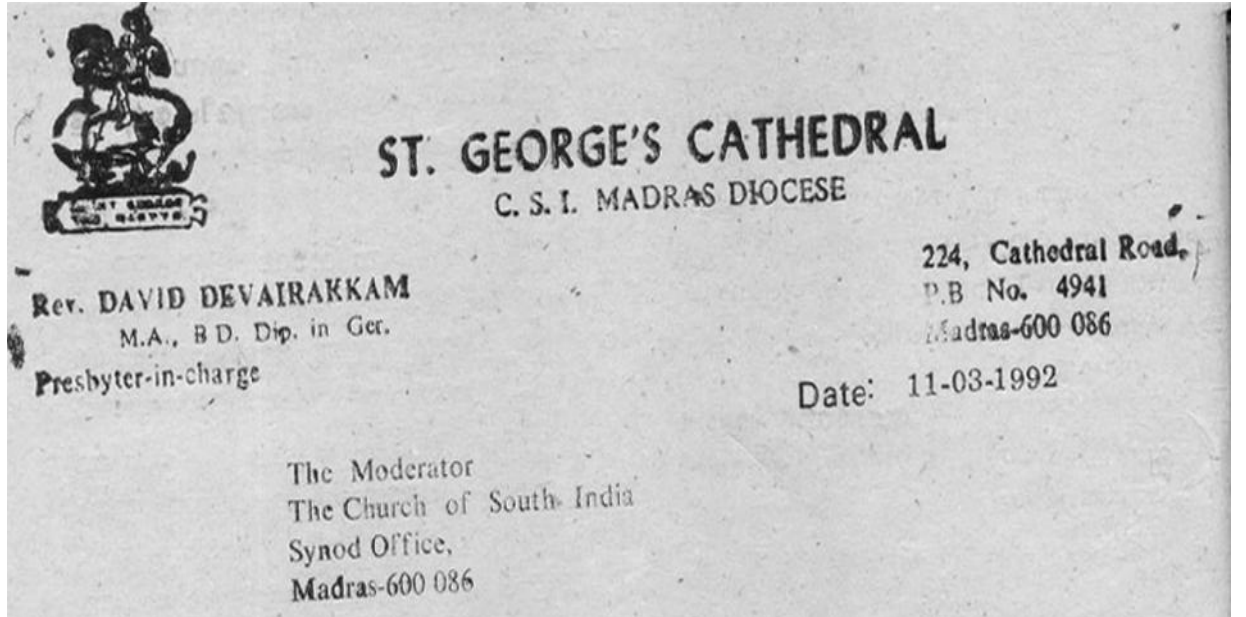 SAINT GEORGE
ST. GEORGE'S CATHEDRAL
C. S. I. MADRAS DIOCESE
Rev. DAVID DEVAIRAKKAM
M.A., B D. Dip. in Ger.
Presbyter-in-charge
224, Cathedral Road,
P.B No. 4941
Madras-600 086
Date: 11-03-1992
The Moderator
The Church of South India
Synod Office,
Madras-600 086